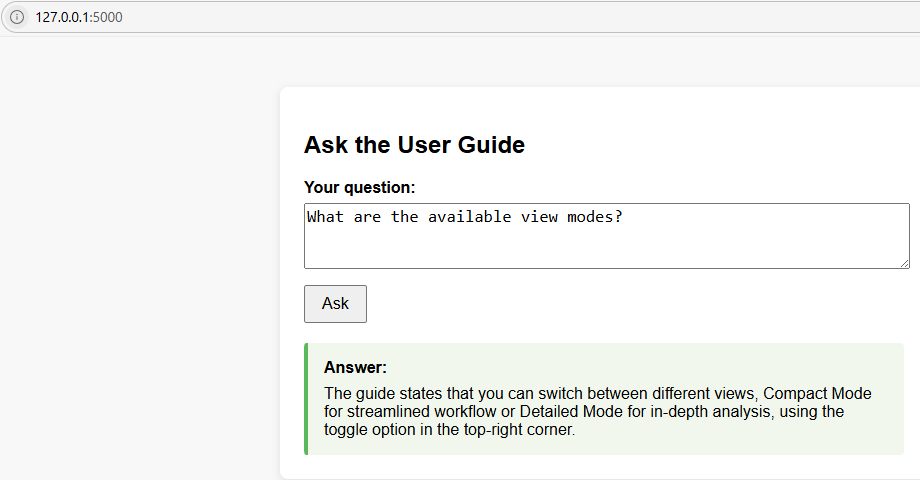 127.0.0.1:5000
Ask the User Guide
Your question:
What are the available view modes?
Ask
Answer:
The guide states that you can switch between different views, Compact Mode
for streamlined workflow or Detailed Mode for in-depth analysis, using the
toggle option in the top-right corner.